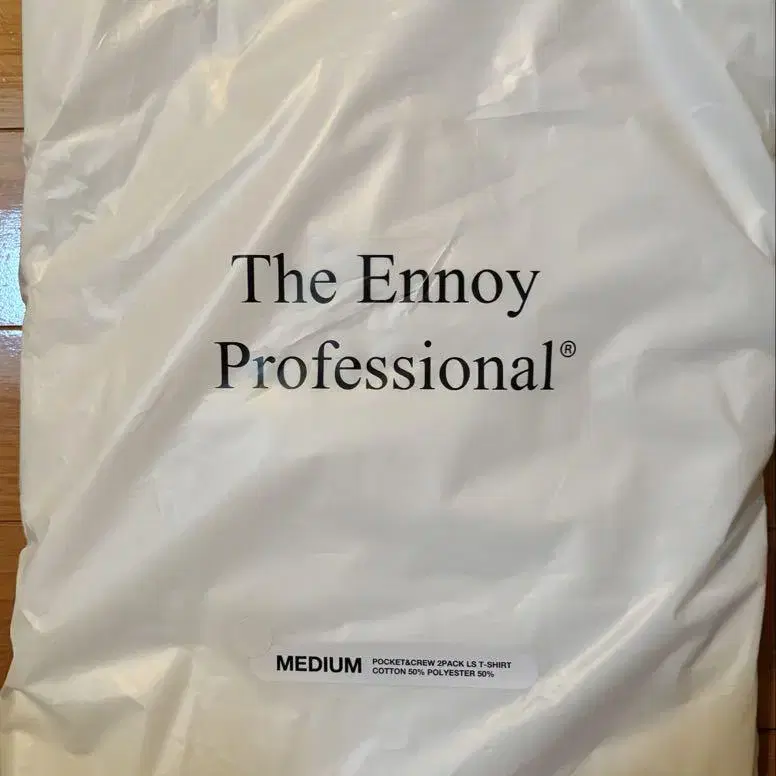 The Ennoy
Professional®
MEDIUM
POCKET&CREW 2PACK LS T-SHIRT
COTTON 50% POLYESTER 50%